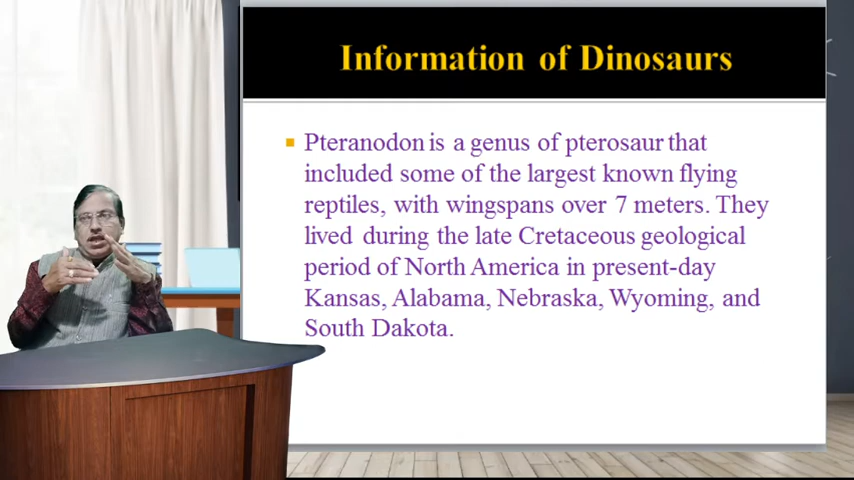 Information of Dinosaurs
Pteranodon is a genus of pterosaur that
included some of the largest known flying
reptiles, with wingspans over 7 meters. They
lived during the late Cretaceous geological
period of North America in present-day
Kansas, Alabama, Nebraska, Wyoming, and
South Dakota.